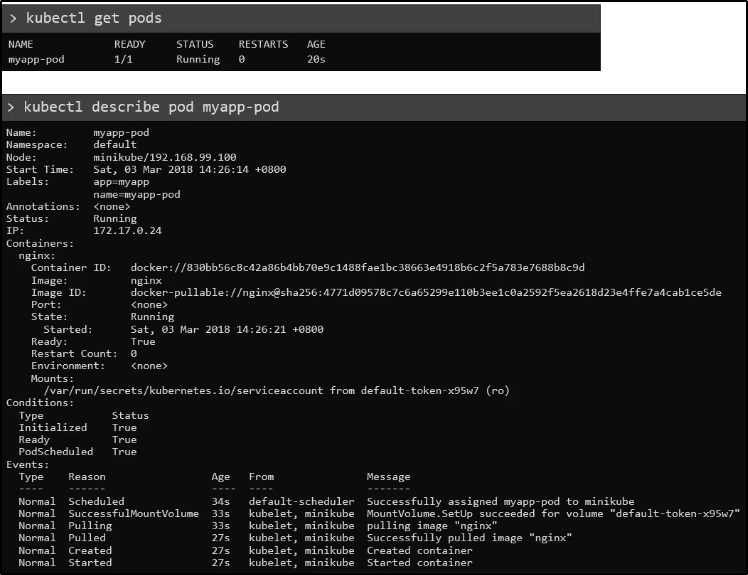 > kubectl get pods
NAME READY STATUS RESTARTS AGE
myapp-pod 1/1 Running 0 20s
> kubectl describe pod myapp-pod
Name: myapp-pod
Namespace: default
Node: minikube/192.168.99.100
Start Time: Sat, 03 Mar 2018 14:26:14 +0800
Labels: app=myapp
name=myapp-pod
Annotations: <none>
Status: Running
IP: 172.17.0.24
Containers:
nginx:
Container ID: docker://830bb56c8c42a86b4bb70e9c1488fae1bc38663e4918b6c2f5a783e7688b8c9d
Image: nginx
Image ID: docker-pullable://nginx@sha256:4771d09578c7c6a65299e110b3ee1c0a2592f5ea2618d23e4ffe7a4cab1ce5de
Port: <none>
State: Running
Started: Sat, 03 Mar 2018 14:26:21 +0800
Ready: True
Restart Count: 0
Environment: <none>
Mounts:
/var/run/secrets/kubernetes.io/serviceaccount from default-token-x95w7 (ro)
Conditions:
Type Status
Initialized True
Ready True
PodScheduled True
Events:
Type Reason Age From Message
---- ------ ---- ---- -------
Normal Scheduled 34s default-scheduler Successfully assigned myapp-pod to minikube
Normal SuccessfulMountVolume 33s kubelet, minikube MountVolume.SetUp succeeded for volume "default-token-x95w7"
Normal Pulling 33s kubelet, minikube pulling image "nginx"
Normal Pulled 27s kubelet, minikube Successfully pulled image "nginx"
Normal Created 27s kubelet, minikube Created container
Normal Started 27s kubelet, minikube Started container